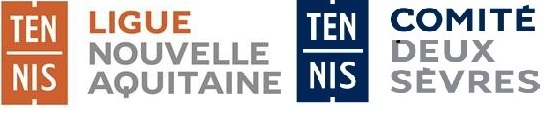 TEN
NIS
LIGUE
NOUVELLE
AQUITAINE
TEN
NIS
COMITÉ
DEUX
SÈVRES